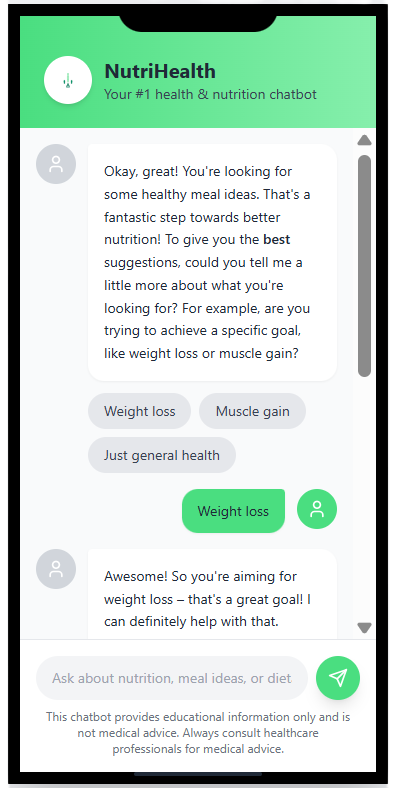 NutriHealth
Your #1 health & nutrition chatbot
Okay, great! You're looking for
some healthy meal ideas. That's a
fantastic step towards better
nutrition! To give you the best
suggestions, could you tell me a
little more about what you're
looking for? For example, are you
trying to achieve a specific goal,
like weight loss or muscle gain?
Weight loss
Muscle gain
Just general health
Weight loss
Awesome! So you're aiming for
weight loss – that's a great goal! I
can definitely help with that.
Ask about nutrition, meal ideas, or diet
This chatbot provides educational information only and is
not medical advice. Always consult healthcare
professionals for medical advice.